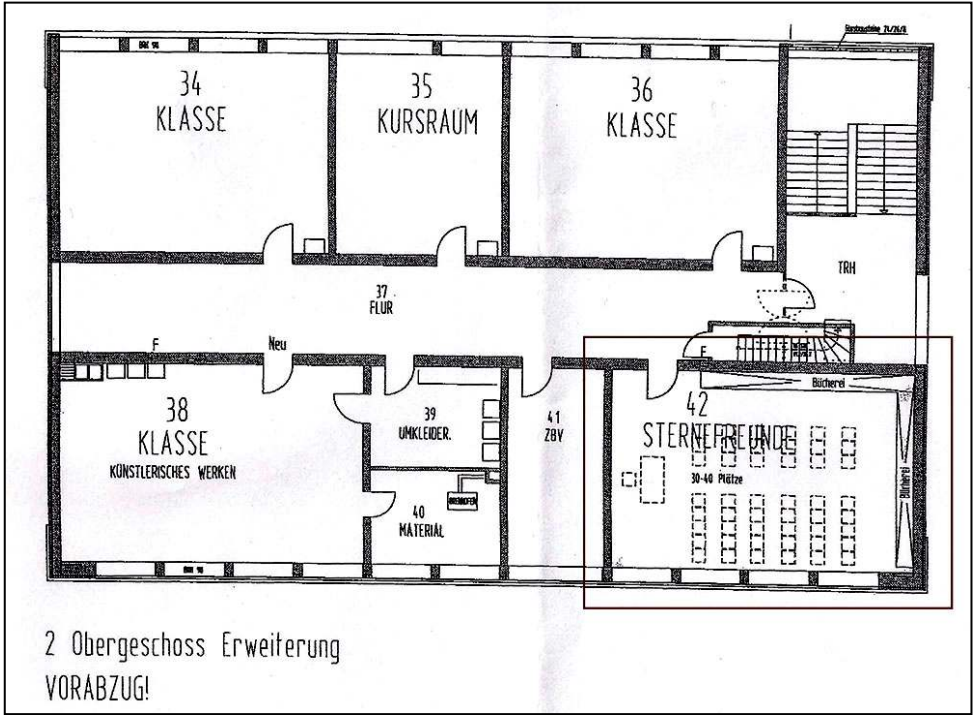 34
KLASSE
35
KURSRAUM
36
KLASSE
TRH
37
FLUR
F
Neu
F
38
KLASSE
KÜNSTLERISCHES WERKEN
39
UMKLEIDER.
40
MATERIAL
41
ZBV
42
STERNEFREUNDE
30-40 Plätze
Bücherei
Bücherei
2 Obergeschoss Erweiterung
VORABZUG!